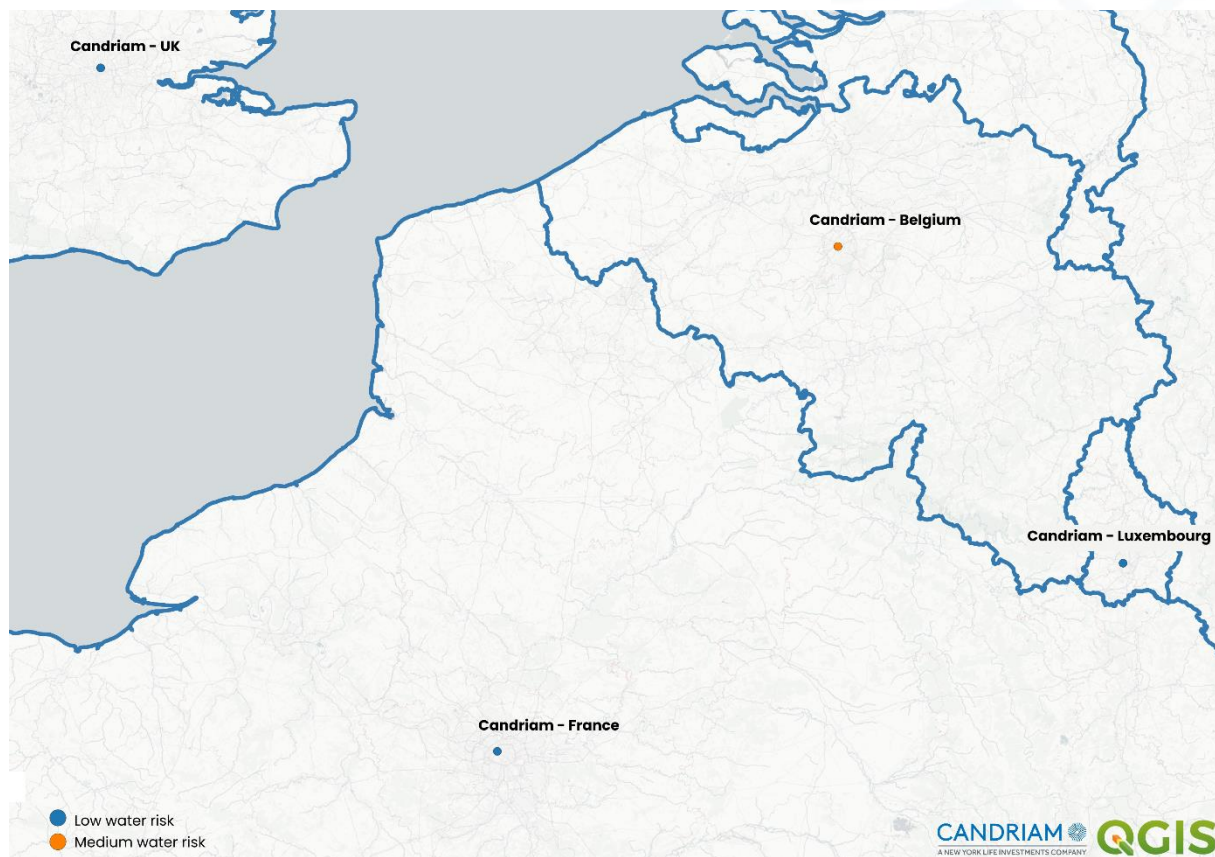 Candriam - UK
Candriam - Belgium
Candriam - Luxembourg
Candriam - France
Low water risk
Medium water risk
CANDRIAM
A NEW YORK LIFE INVESTMENTS COMPANY
QGIS